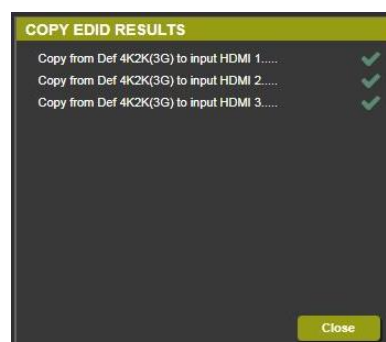 COPY EDID RESULTS
Copy from Def 4K2K(3G) to input HDMI 1.....
Copy from Def 4K2K(3G) to input HDMI 2.....
Copy from Def 4K2K(3G) to input HDMI 3.....
Close